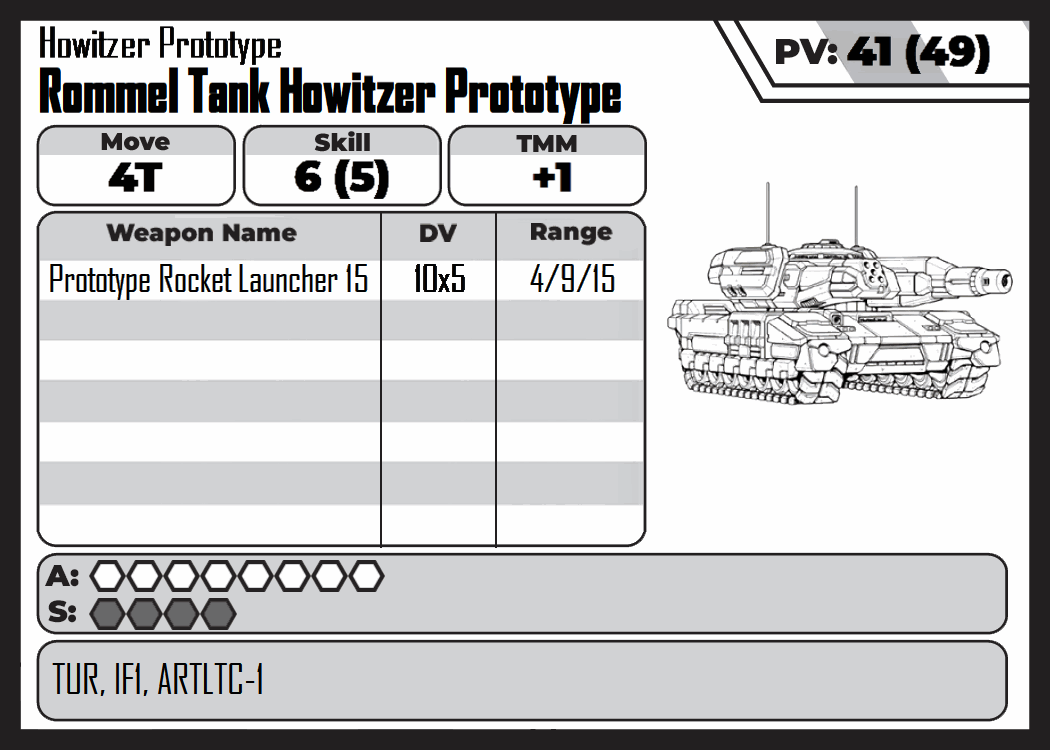 Howitzer Prototype
PV: 41 (49)
Rommel Tank Howitzer Prototype
Move Skill TMM
4T 6 (5) +1
Weapon Name DV Range
Prototype Rocket Launcher 15 10x5 4/9/15
A:
S:
TUR, IF1, ARTLTC-1